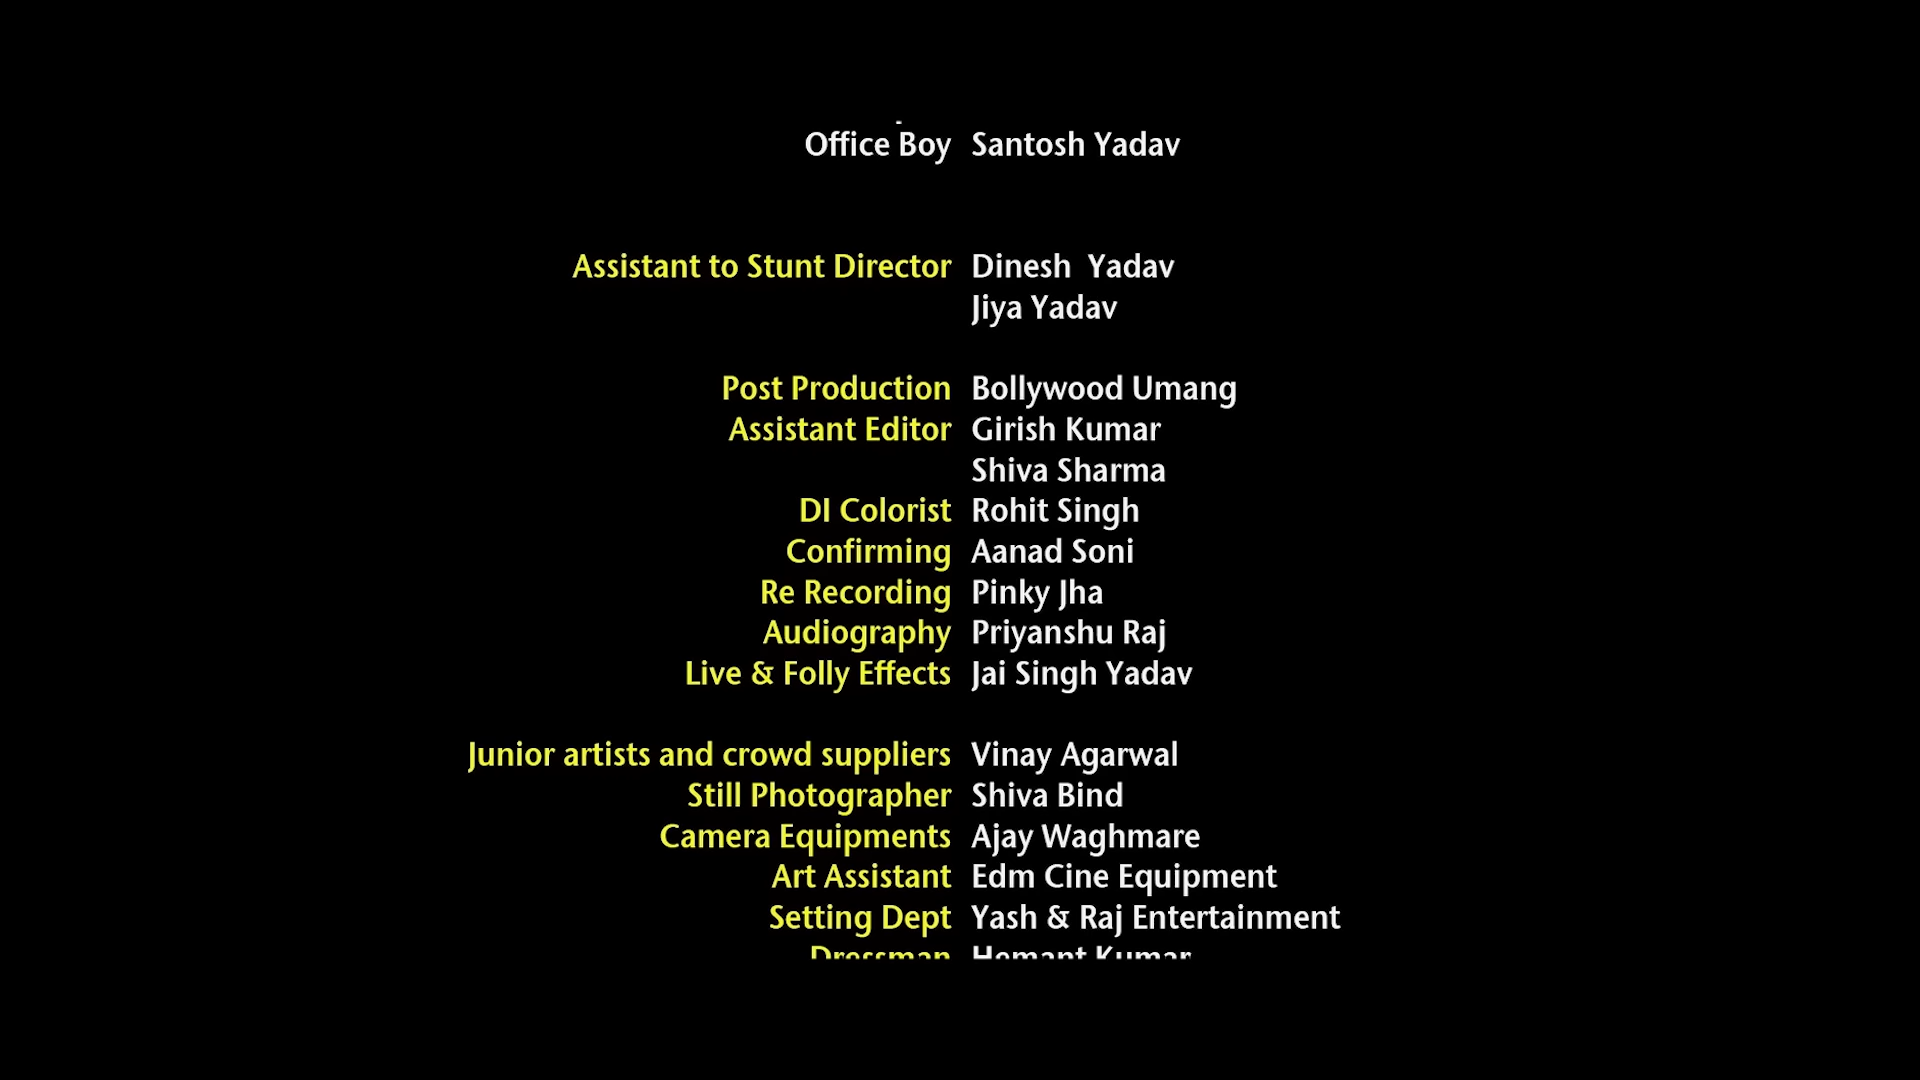 Office Boy Santosh Yadav
Assistant to Stunt Director Dinesh Yadav
Jiya Yadav
Post Production Bollywood Umang
Assistant Editor Girish Kumar
Shiva Sharma
DI Colorist Rohit Singh
Confirming Aanad Soni
Re Recording Pinky Jha
Audiography Priyanshu Raj
Live & Folly Effects Jai Singh Yadav
Junior artists and crowd suppliers Vinay Agarwal
Still Photographer Shiva Bind
Camera Equipments Ajay Waghmare
Art Assistant Edm Cine Equipment
Setting Dept Yash & Raj Entertainment
Dressman Hemant Kumar